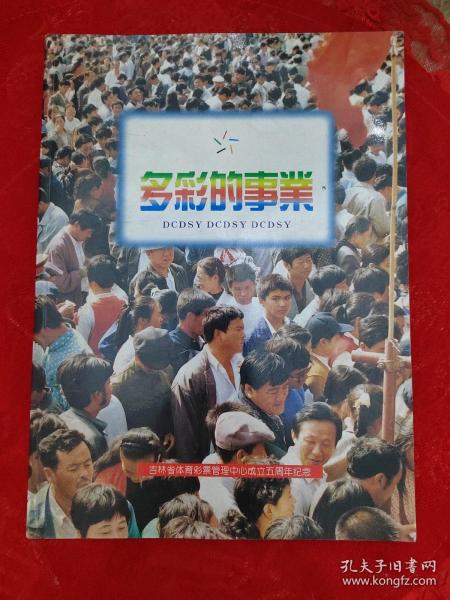 多彩的事業
DCDSY DCDSY DCDSY
吉林省体育彩票管理中心成立五周年纪念
孔夫子旧书网
www.kongfz.com